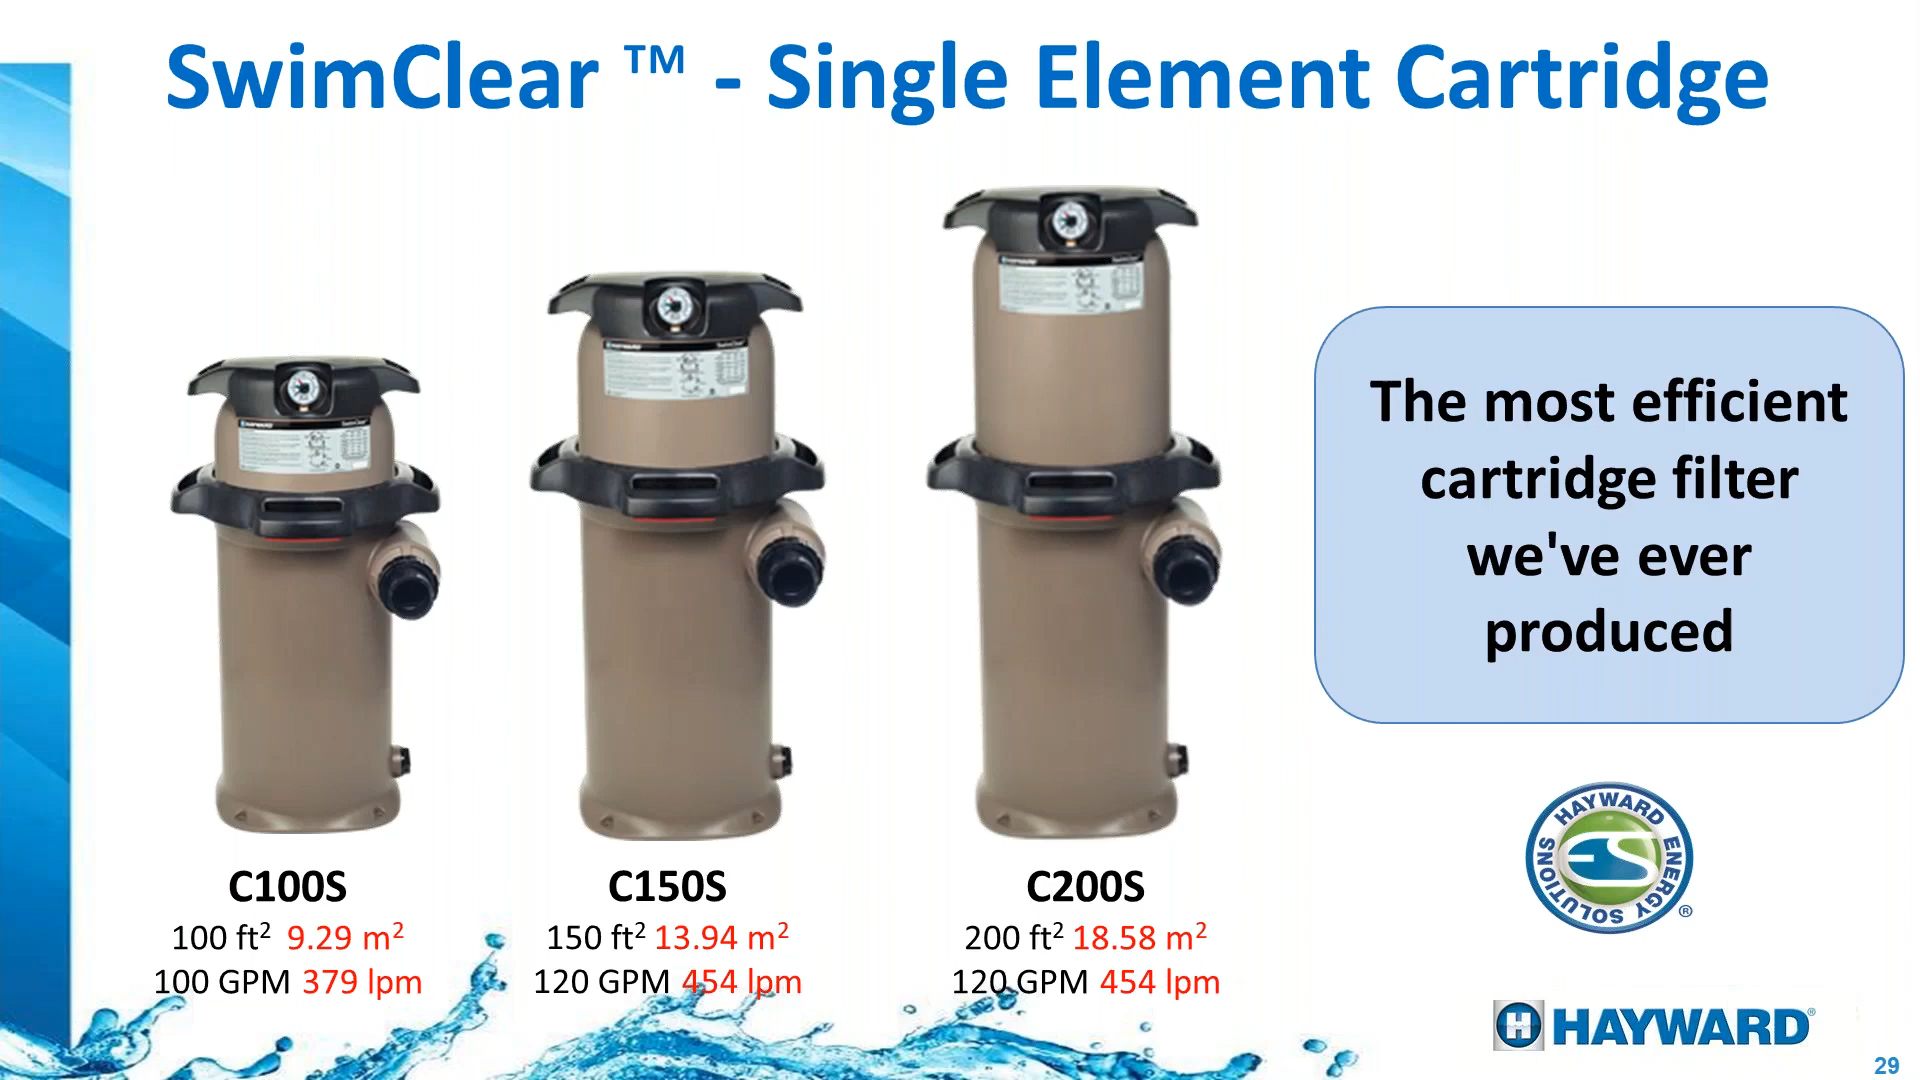 SwimClear ™ - Single Element Cartridge
The most efficient
cartridge filter
we've ever
produced
C100S
100 ft² 9.29 m²
100 GPM 379 lpm
C150S
150 ft² 13.94 m²
120 GPM 454 lpm
C200S
200 ft² 18.58 m²
120 GPM 454 lpm
HAYWARD ENERGY SOLUTIONS
ES
®
H HAYWARD®
29